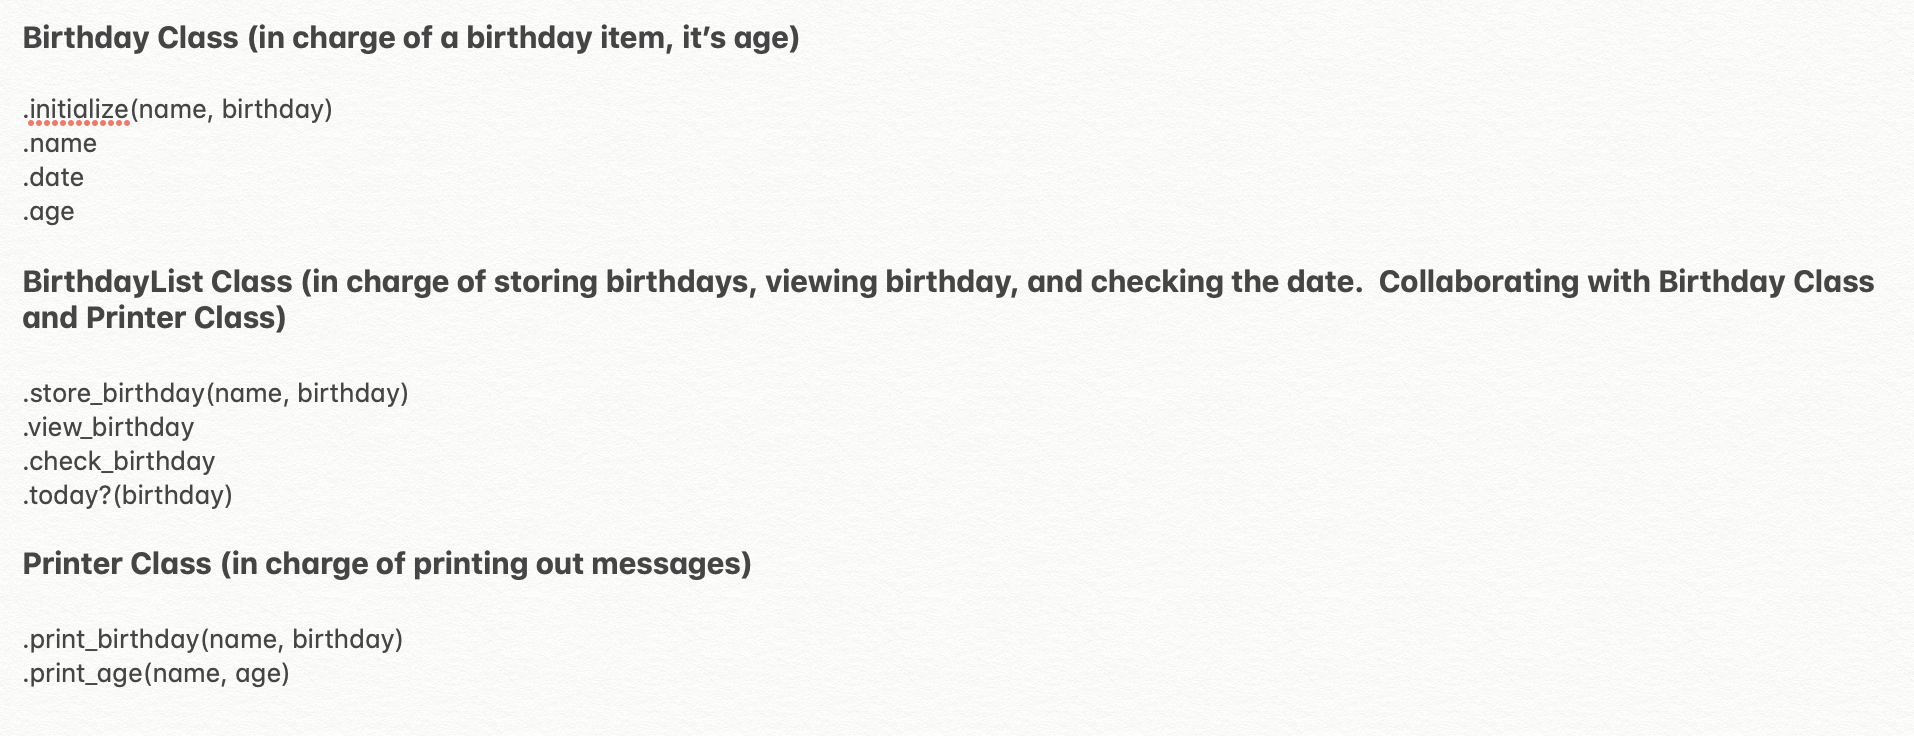 Birthday Class (in charge of a birthday item, it’s age)
.initialize(name, birthday)
.name
.date
.age
BirthdayList Class (in charge of storing birthdays, viewing birthday, and checking the date.  Collaborating with Birthday Class
and Printer Class)
.store_birthday(name, birthday)
.view_birthday
.check_birthday
.today?(birthday)
Printer Class (in charge of printing out messages)
.print_birthday(name, birthday)
.print_age(name, age)